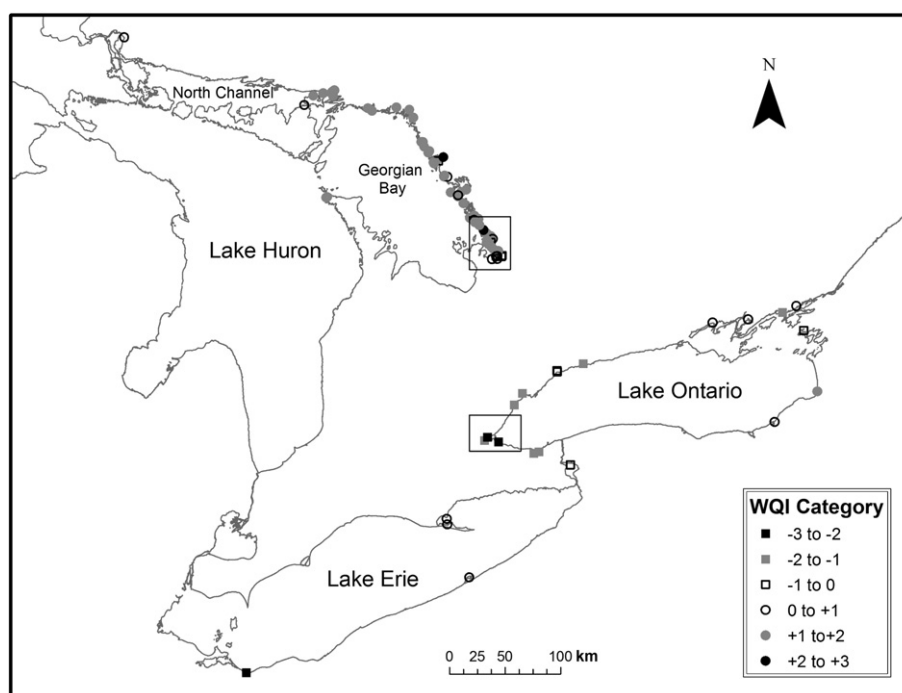 N
North Channel
Georgian
Bay
Lake Huron
Lake Ontario
Lake Erie
WQI Category
-3 to -2
-2 to -1
-1 to 0
0 to +1
+1 to+2
+2 to +3
0 25 50 100 km